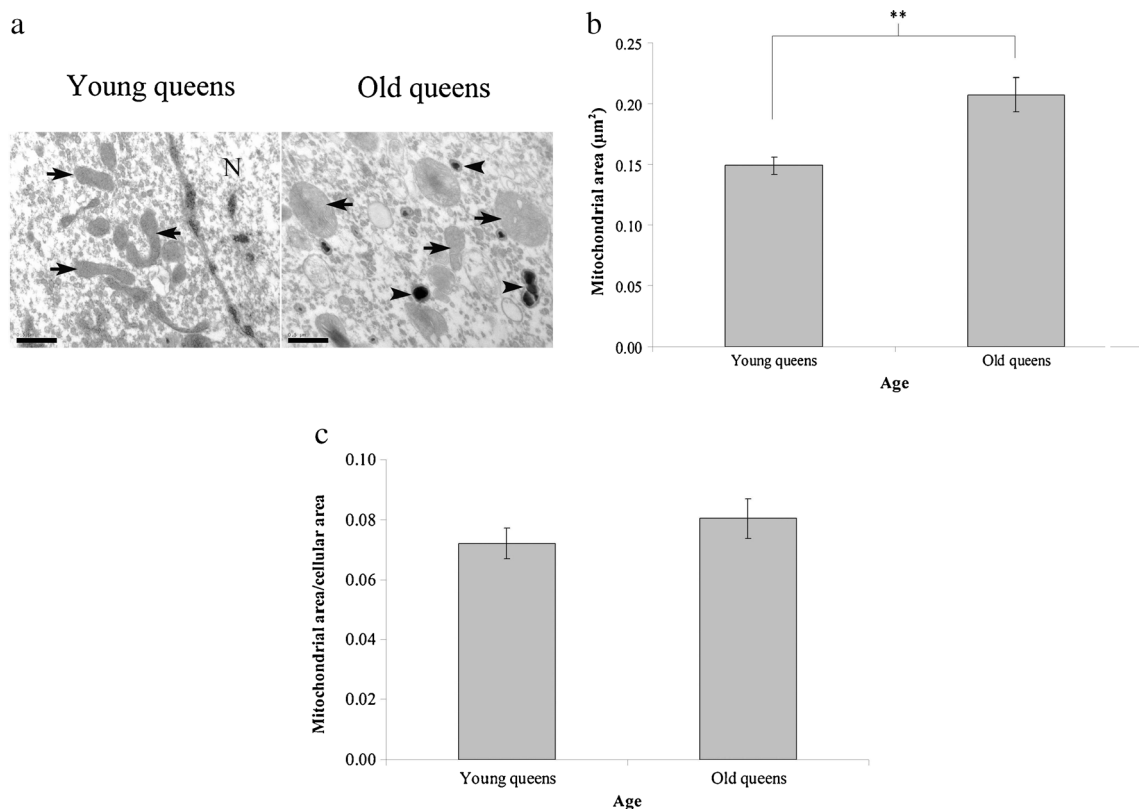 a
Young queens
Old queens
N
b
**
0.25
0.20
0.15
0.10
0.05
0.00
Mitochondrial area (µm²)
Young queens
Old queens
Age
c
0.10
0.08
0.06
0.04
0.02
0.00
Mitochondrial area/cellular area
Young queens
Old queens
Age